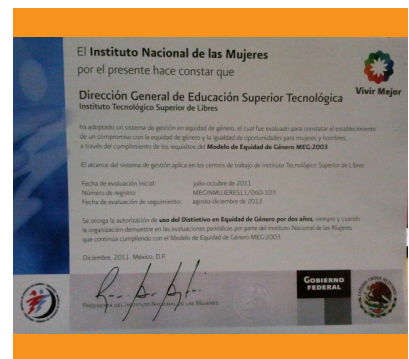 El Instituto Nacional de las Mujeres
por el presente hace constar que
Dirección General de Educación Superior Tecnológica
Instituto Tecnológico Superior de Libres
Vivir Mejor
ha adoptado un sistema de gestión en equidad de género, el cual fue evaluado para constatar el establecimiento
de un compromiso con la equidad de género y la igualdad de oportunidades para mujeres y hombres,
a través del cumplimiento de los requisitos del Modelo de Equidad de Género MEG:2003
El alcance del sistema de gestión aplica en los centros de trabajo de Instituto Tecnológico Superior de Libres
Fecha de evaluación inicial: julio-octubre de 2011
Número de registro: MEGINMUJERES11/060-103
Fecha de evaluación de seguimiento: agosto-diciembre de 2012
Se otorga la autorización de uso del Distintivo en Equidad de Género por dos años, siempre y cuando
la organización demuestre en las evaluaciones periódicas por parte del Instituto Nacional de las Mujeres
que continúa cumpliendo con el Modelo de Equidad de Género MEG:2003.
Diciembre, 2011. México, D.F.
Presidenta del Instituto Nacional de las Mujeres
Gobierno
Federal